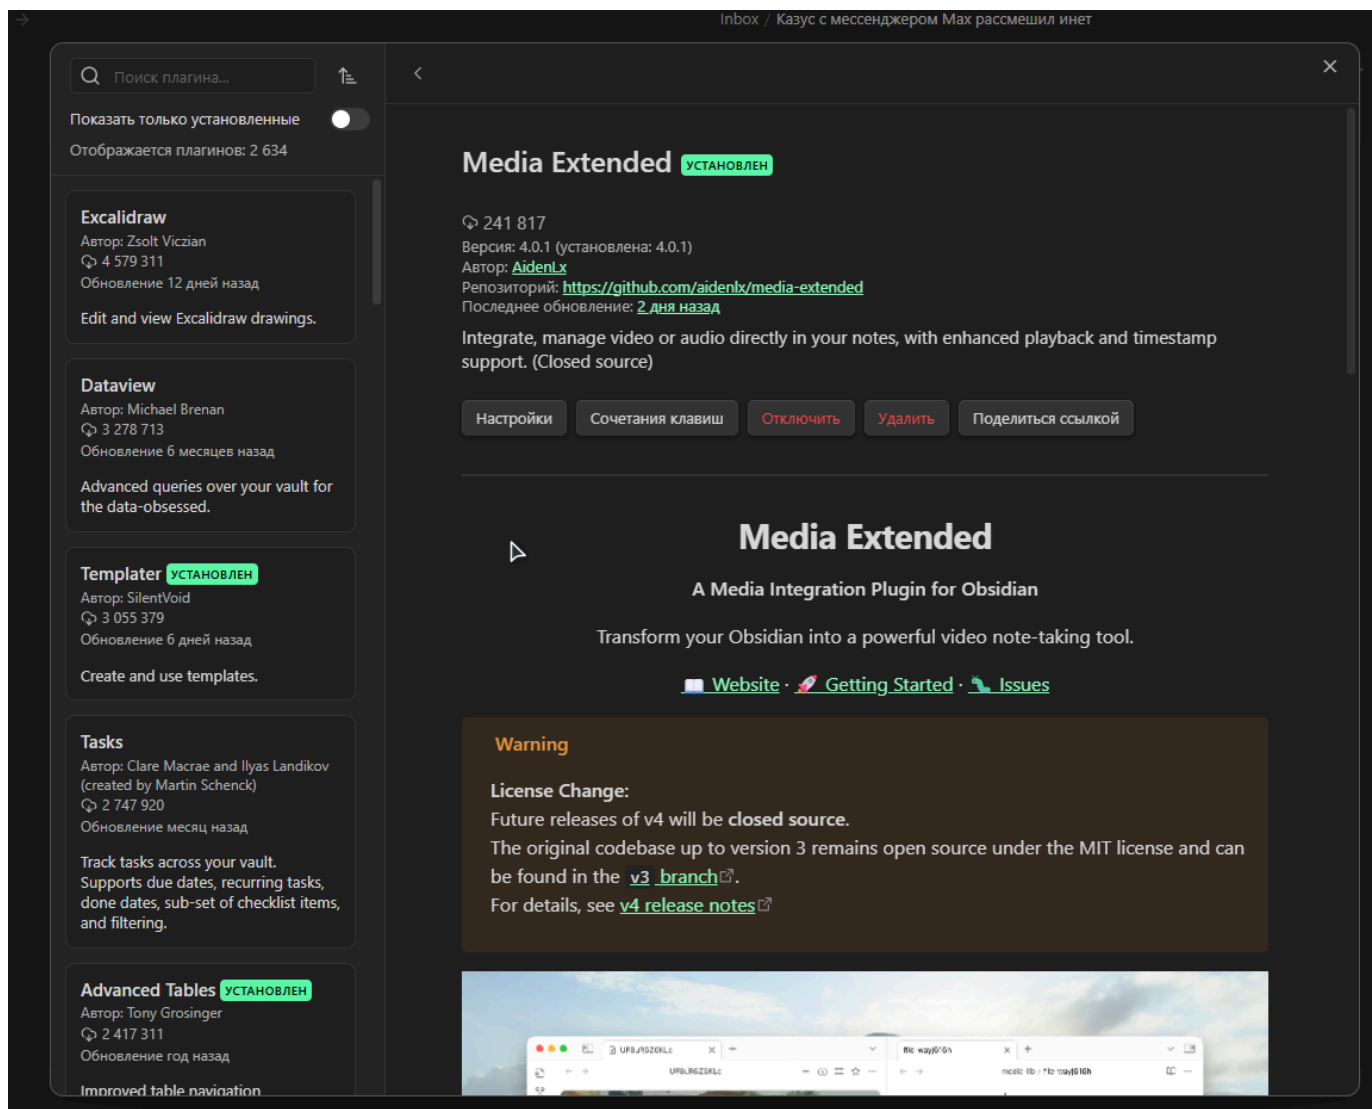 Inbox / Казус с мессенджером Max рассмешил инет
Поиск плагина...
Показать только установленные
Отображается плагинов: 2 634
Excalidraw
Автор: Zsolt Viczian
4 579 311
Обновление 12 дней назад
Edit and view Excalidraw drawings.
Dataview
Автор: Michael Brenan
3 278 713
Обновление 6 месяцев назад
Advanced queries over your vault for
the data-obsessed.
Templater УСТАНОВЛЕН
Автор: SilentVoid
3 055 379
Обновление 6 дней назад
Create and use templates.
Tasks
Автор: Clare Macrae and Ilyas Landikov
(created by Martin Schenck)
2 747 920
Обновление месяц назад
Track tasks across your vault.
Supports due dates, recurring tasks,
done dates, sub-set of checklist items,
and filtering.
Advanced Tables УСТАНОВЛЕН
Автор: Tony Grosinger
2 417 311
Обновление год назад
Improved table navigation
Media Extended УСТАНОВЛЕН
241 817
Версия: 4.0.1 (установлена: 4.0.1)
Автор: AidenLx
Репозиторий: https://github.com/aidenlx/media-extended
Последнее обновление: 2 дня назад
Integrate, manage video or audio directly in your notes, with enhanced playback and timestamp
support. (Closed source)
Настройки Сочетания клавиш Отключить Удалить Поделиться ссылкой
Media Extended
A Media Integration Plugin for Obsidian
Transform your Obsidian into a powerful video note-taking tool.
Website · Getting Started · Issues
Warning
License Change:
Future releases of v4 will be closed source.
The original codebase up to version 3 remains open source under the MIT license and can
be found in the v3 branch.
For details, see v4 release notes